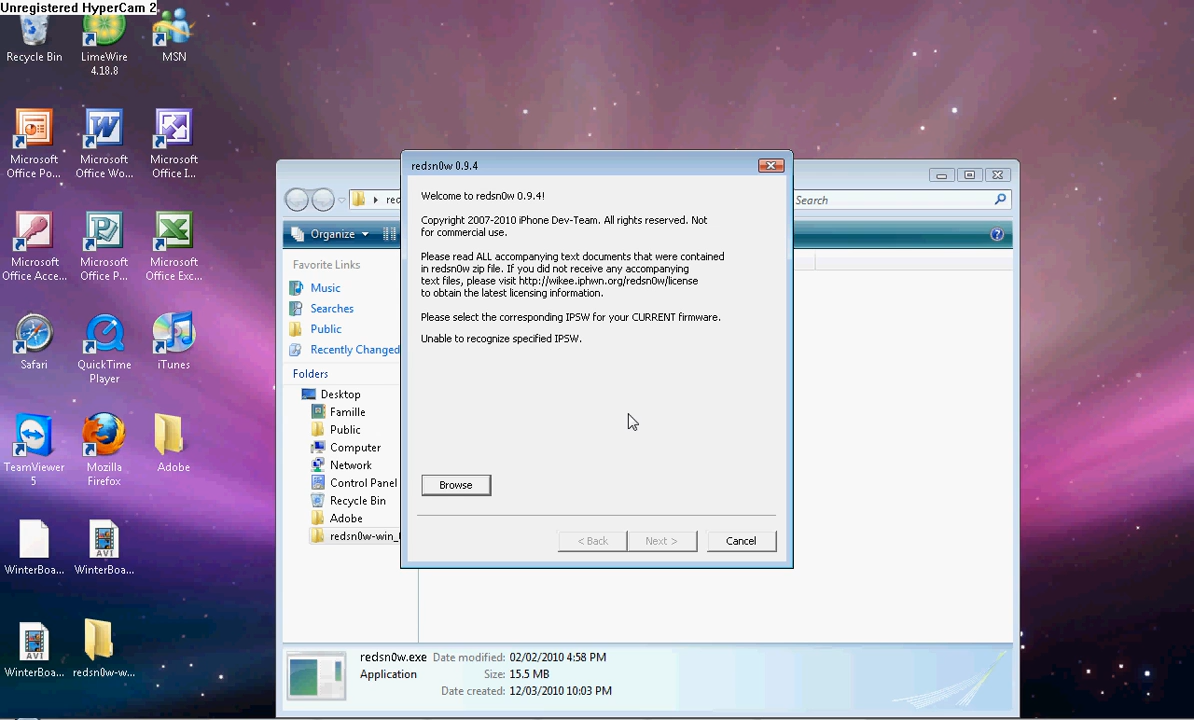 Unregistered HyperCam 2
Recycle Bin
LimeWire
4.18.8
MSN
Microsoft
Office Po...
Microsoft
Office Wo...
Microsoft
Office I...
Microsoft
Office Acce...
Microsoft
Office P...
Microsoft
Office Exc...
Safari
QuickTime
Player
iTunes
TeamViewer
5
Mozilla
Firefox
Adobe
WinterBoa...
WinterBoa...
WinterBoa...
redsn0w-w...
AVI
AVI
Search
Organize
Favorite Links
Music
Searches
Public
Recently Changed
Folders
Desktop
Famille
Public
Computer
Network
Control Panel
Recycle Bin
Adobe
redsn0w-win_
redsn0w 0.9.4
Welcome to redsn0w 0.9.4!
Copyright 2007-2010 iPhone Dev-Team. All rights reserved. Not
for commercial use.
Please read ALL accompanying text documents that were contained
in redsn0w zip file. If you did not receive any accompanying
text files, please visit http://wikee.iphwn.org/redsn0w/license
to obtain the latest licensing information.
Please select the corresponding IPSW for your CURRENT firmware.
Unable to recognize specified IPSW.
Browse
< Back
Next >
Cancel
redsn0w.exe Date modified: 02/02/2010 4:58 PM
Application Size: 15.5 MB
Date created: 12/03/2010 10:03 PM